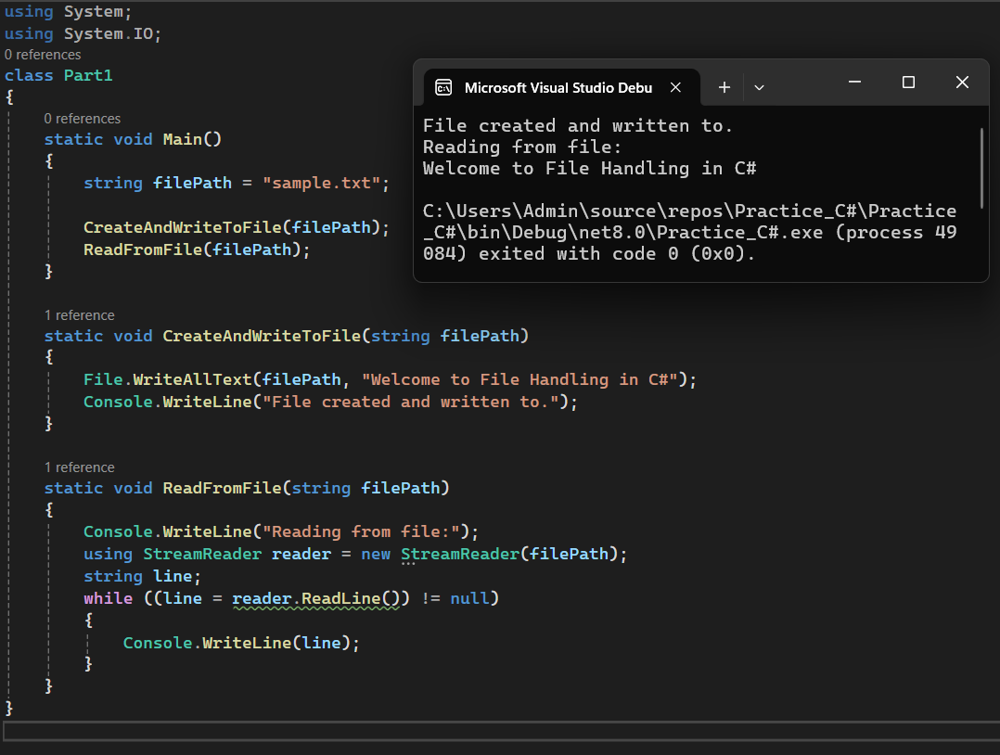 using System;
using System.IO;
0 references
class Part1
{
0 references
static void Main()
{
string filePath = "sample.txt";
CreateAndWriteToFile(filePath);
ReadFromFile(filePath);
}
1 reference
static void CreateAndWriteToFile(string filePath)
{
File.WriteAllText(filePath, "Welcome to File Handling in C#");
Console.WriteLine("File created and written to.");
}
1 reference
static void ReadFromFile(string filePath)
{
Console.WriteLine("Reading from file:");
using StreamReader reader = new StreamReader(filePath);
string line;
while ((line = reader.ReadLine()) != null)
{
Console.WriteLine(line);
}
}
}
Microsoft Visual Studio Debu
File created and written to.
Reading from file:
Welcome to File Handling in C#
C:\Users\Admin\source\repos\Practice_C#\Practice
_C#\bin\Debug\net8.0\Practice_C#.exe (process 49
084) exited with code 0 (0x0).